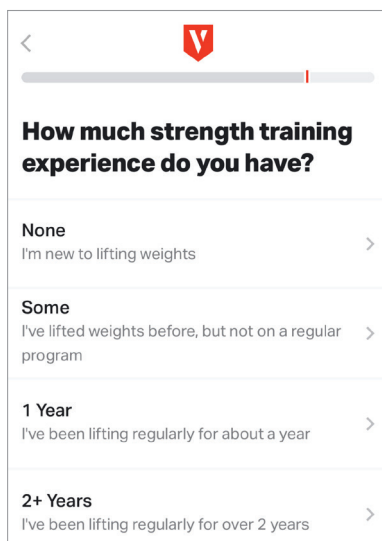 How much strength training
experience do you have?
None
I'm new to lifting weights
Some
I've lifted weights before, but not on a regular
program
1 Year
I've been lifting regularly for about a year
2+ Years
I've been lifting regularly for over 2 years